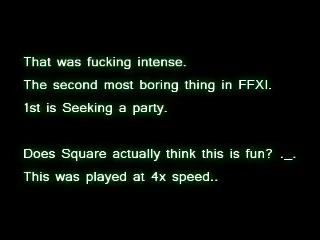 That was fucking intense.
The second most boring thing in FFXI.
1st is Seeking a party.
Does Square actually think this is fun? ._.
This was played at 4x speed..